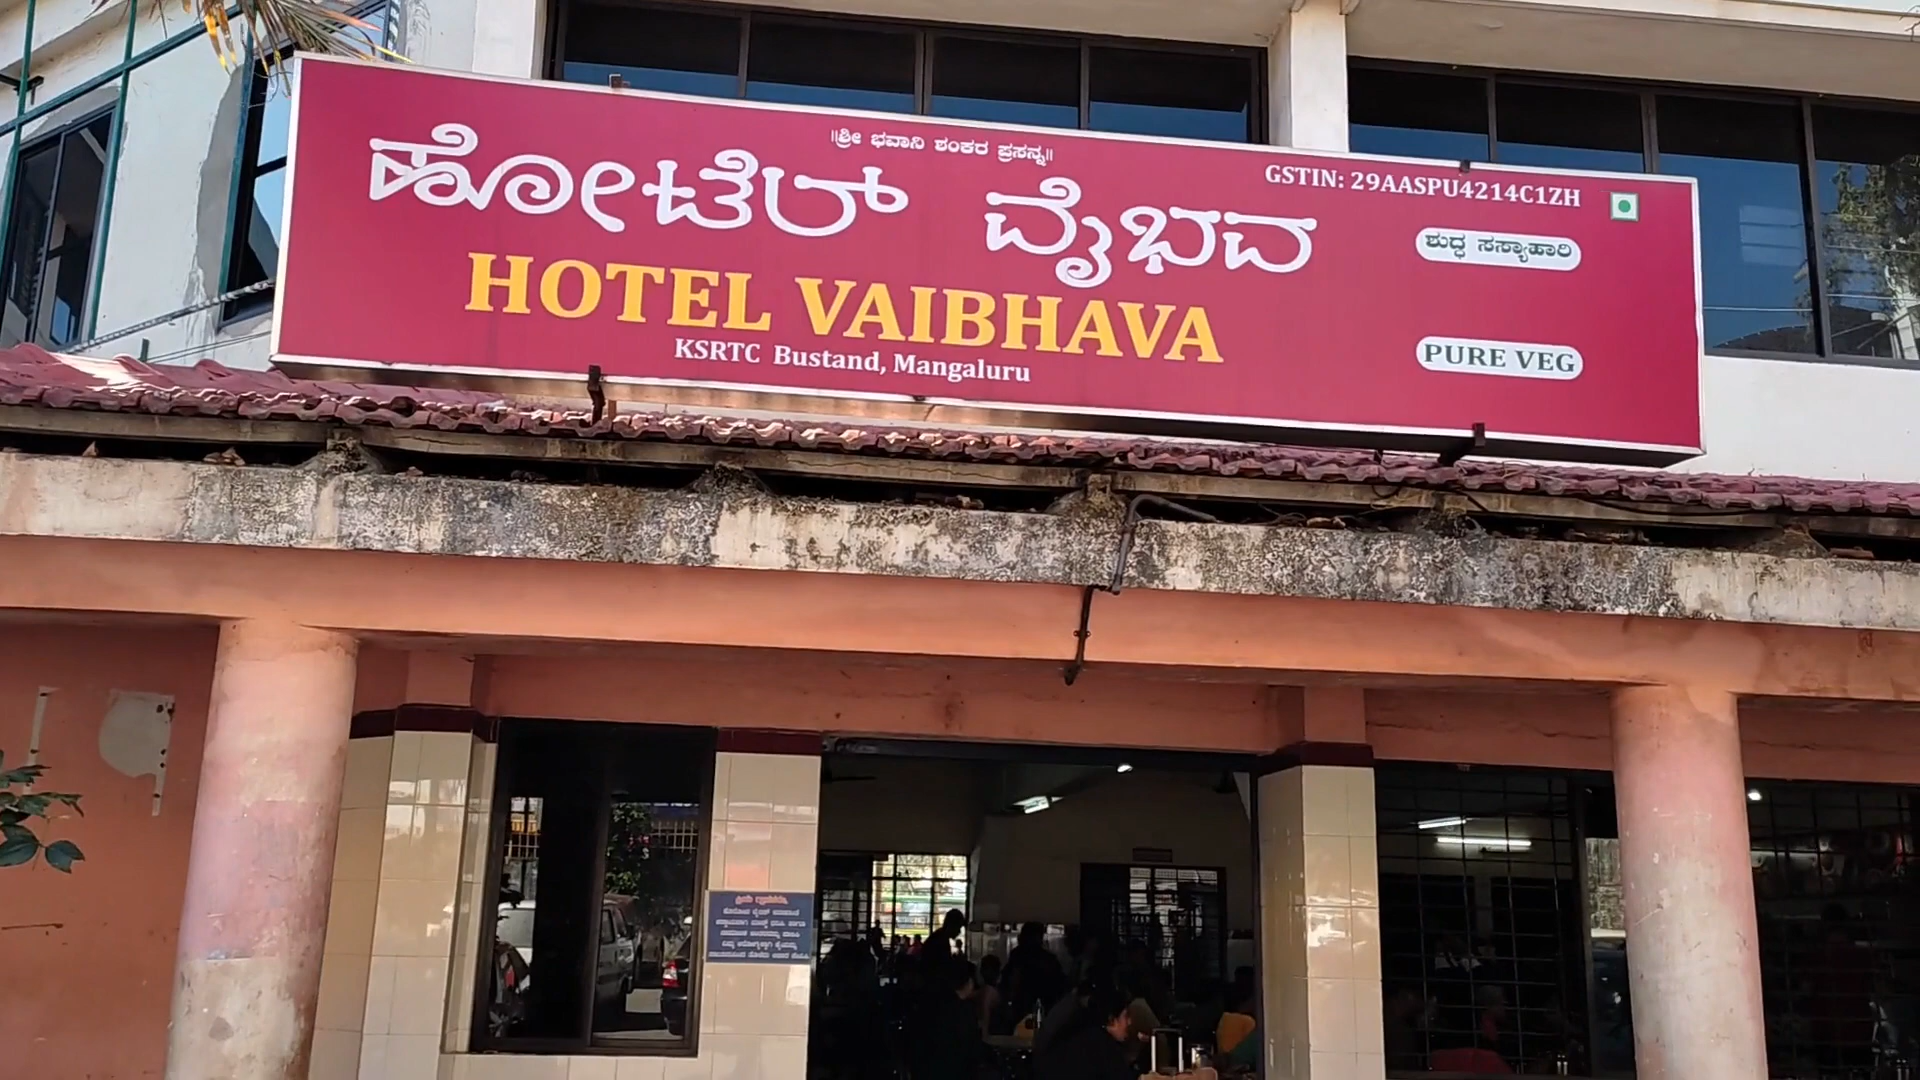 ॥ಶ್ರೀ ಭವಾನಿ ಶಂಕರ ಪ್ರಸನ್ನ॥
GSTIN: 29AASPU4214C1ZH
ಹೋಟೆಲ್ ವೈಭವ
ಶುದ್ಧ ಸಸ್ಯಾಹಾರಿ
HOTEL VAIBHAVA
PURE VEG
KSRTC Bustand, Mangaluru